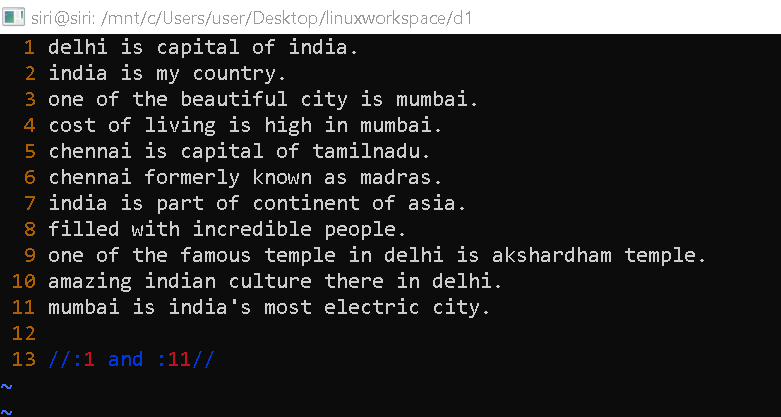 siri@siri: /mnt/c/Users/user/Desktop/linuxworkspace/d1
1 delhi is capital of india.
2 india is my country.
3 one of the beautiful city is mumbai.
4 cost of living is high in mumbai.
5 chennai is capital of tamilnadu.
6 chennai formerly known as madras.
7 india is part of continent of asia.
8 filled with incredible people.
9 one of the famous temple in delhi is akshardham temple.
10 amazing indian culture there in delhi.
11 mumbai is india's most electric city.
12
13 //:1 and :11//
~
~